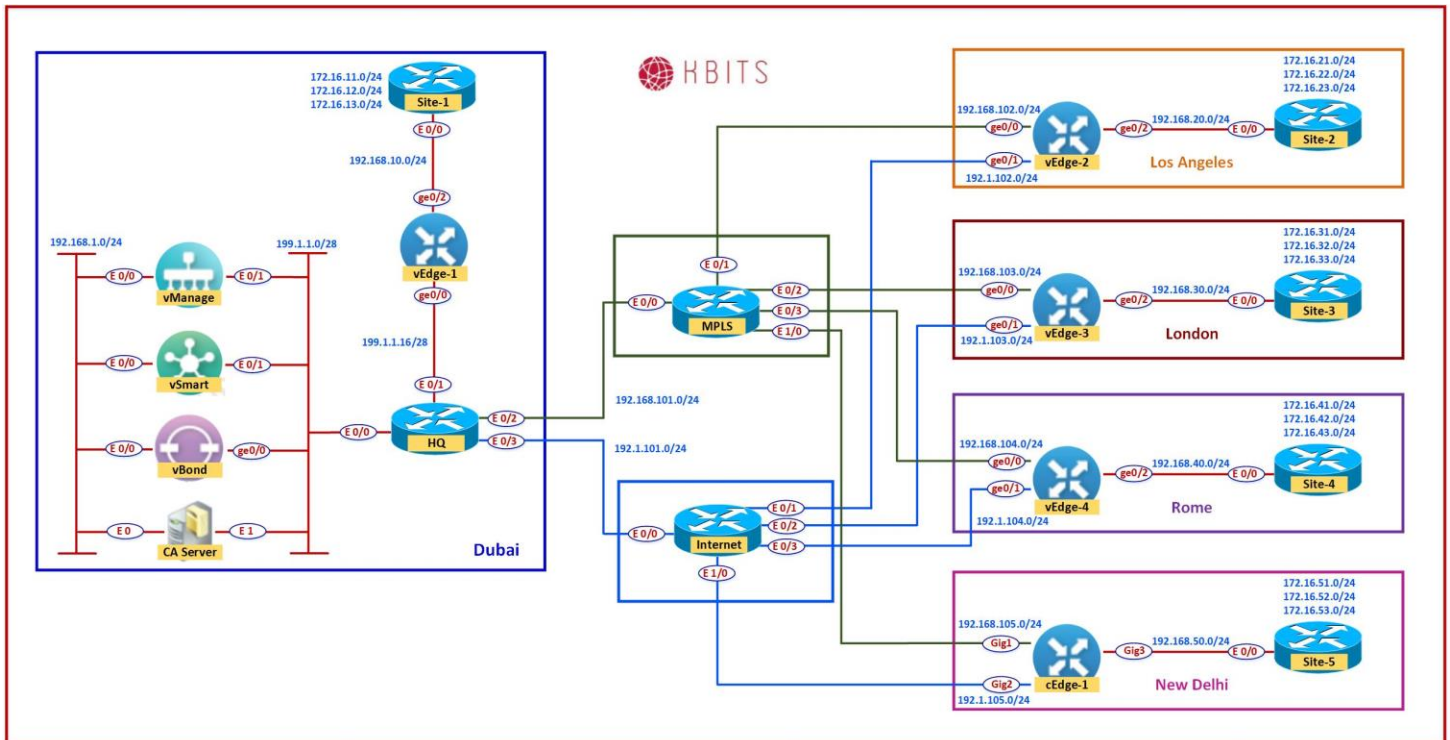 KBITS
172.16.11.0/24
172.16.12.0/24
172.16.13.0/24
Site-1
E 0/0
192.168.10.0/24
ge0/2
vEdge-1
ge0/0
199.1.1.16/28
E 0/1
HQ
E 0/0
E 0/2
E 0/3
192.168.1.0/24
199.1.1.0/28
E 0/0
vManage
E 0/1
E 0/0
vSmart
E 0/1
E 0/0
vBond
ge0/0
E 0
CA Server
E 1
Dubai
192.168.101.0/24
192.1.101.0/24
E 0/1
E 0/0
MPLS
E 0/2
E 0/3
E 1/0
E 0/0
Internet
E 0/1
E 0/2
E 0/3
E 1/0
172.16.21.0/24
172.16.22.0/24
172.16.23.0/24
192.168.102.0/24
ge0/0
ge0/1
192.1.102.0/24
vEdge-2
ge0/2
192.168.20.0/24
E 0/0
Site-2
Los Angeles
172.16.31.0/24
172.16.32.0/24
172.16.33.0/24
192.168.103.0/24
ge0/0
ge0/1
192.1.103.0/24
vEdge-3
ge0/2
192.168.30.0/24
E 0/0
Site-3
London
172.16.41.0/24
172.16.42.0/24
172.16.43.0/24
192.168.104.0/24
ge0/0
ge0/1
192.1.104.0/24
vEdge-4
ge0/2
192.168.40.0/24
E 0/0
Site-4
Rome
172.16.51.0/24
172.16.52.0/24
172.16.53.0/24
192.168.105.0/24
Gig1
Gig2
192.1.105.0/24
cEdge-1
Gig3
192.168.50.0/24
E 0/0
Site-5
New Delhi